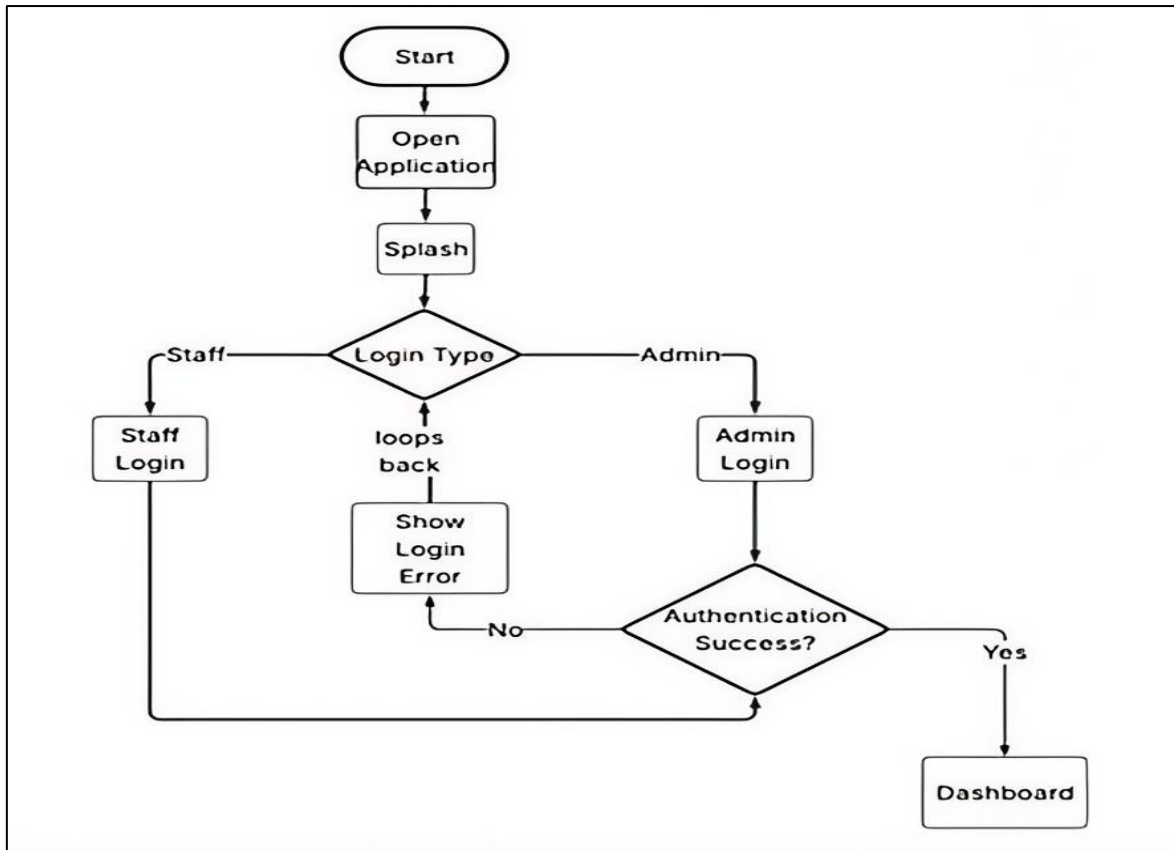 Start
Open
Application
Splash
Login Type
Staff
Admin
Staff
Login
loops
back
Admin
Login
Show
Login
Error
Authentication
Success?
No
Yes
Dashboard